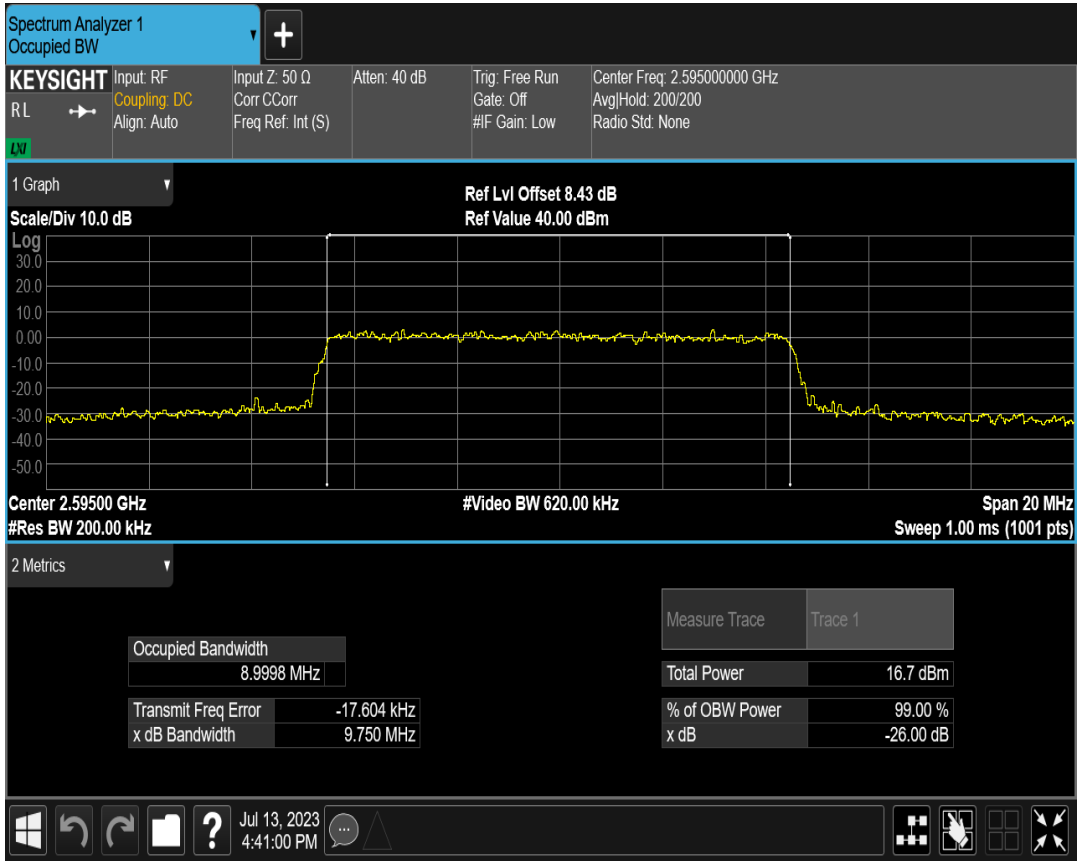 Spectrum Analyzer 1
Occupied BW
+
KEYSIGHT
R L
LXI
Input: RF
Coupling: DC
Align: Auto
Input Z: 50 Ω
Corr CCorr
Freq Ref: Int (S)
Atten: 40 dB
Trig: Free Run
Gate: Off
#IF Gain: Low
Center Freq: 2.595000000 GHz
Avg|Hold: 200/200
Radio Std: None
1 Graph
Scale/Div 10.0 dB
Ref Lvl Offset 8.43 dB
Ref Value 40.00 dBm
Log
30.0
20.0
10.0
0.00
-10.0
-20.0
-30.0
-40.0
-50.0
Center 2.59500 GHz
#Res BW 200.00 kHz
#Video BW 620.00 kHz
Span 20 MHz
Sweep 1.00 ms (1001 pts)
2 Metrics
Measure Trace Trace 1
Occupied Bandwidth
8.9998 MHz
Total Power 16.7 dBm
Transmit Freq Error -17.604 kHz
x dB Bandwidth 9.750 MHz
% of OBW Power 99.00 %
x dB -26.00 dB
?
Jul 13, 2023
4:41:00 PM